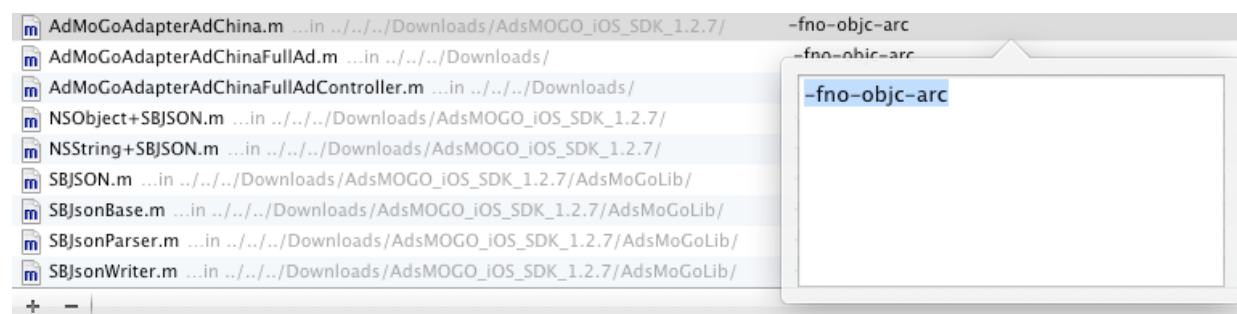 AdMoGoAdapterAdChina.m ...in ../../../Downloads/AdsMOGO_iOS_SDK_1.2.7/ -fno-objc-arc
AdMoGoAdapterAdChinaFullAd.m ...in ../../../Downloads/ -fno-objc-arc
AdMoGoAdapterAdChinaFullAdController.m ...in ../../../Downloads/
-fno-objc-arc
NSObject+SBJSON.m ...in ../../../Downloads/AdsMOGO_iOS_SDK_1.2.7/
NSString+SBJSON.m ...in ../../../Downloads/AdsMOGO_iOS_SDK_1.2.7/
SBJSON.m ...in ../../../Downloads/AdsMOGO_iOS_SDK_1.2.7/AdsMoGoLib/
SBJsonBase.m ...in ../../../Downloads/AdsMOGO_iOS_SDK_1.2.7/AdsMoGoLib/
SBJsonParser.m ...in ../../../Downloads/AdsMOGO_iOS_SDK_1.2.7/AdsMoGoLib/
SBJsonWriter.m ...in ../../../Downloads/AdsMOGO_iOS_SDK_1.2.7/AdsMoGoLib/